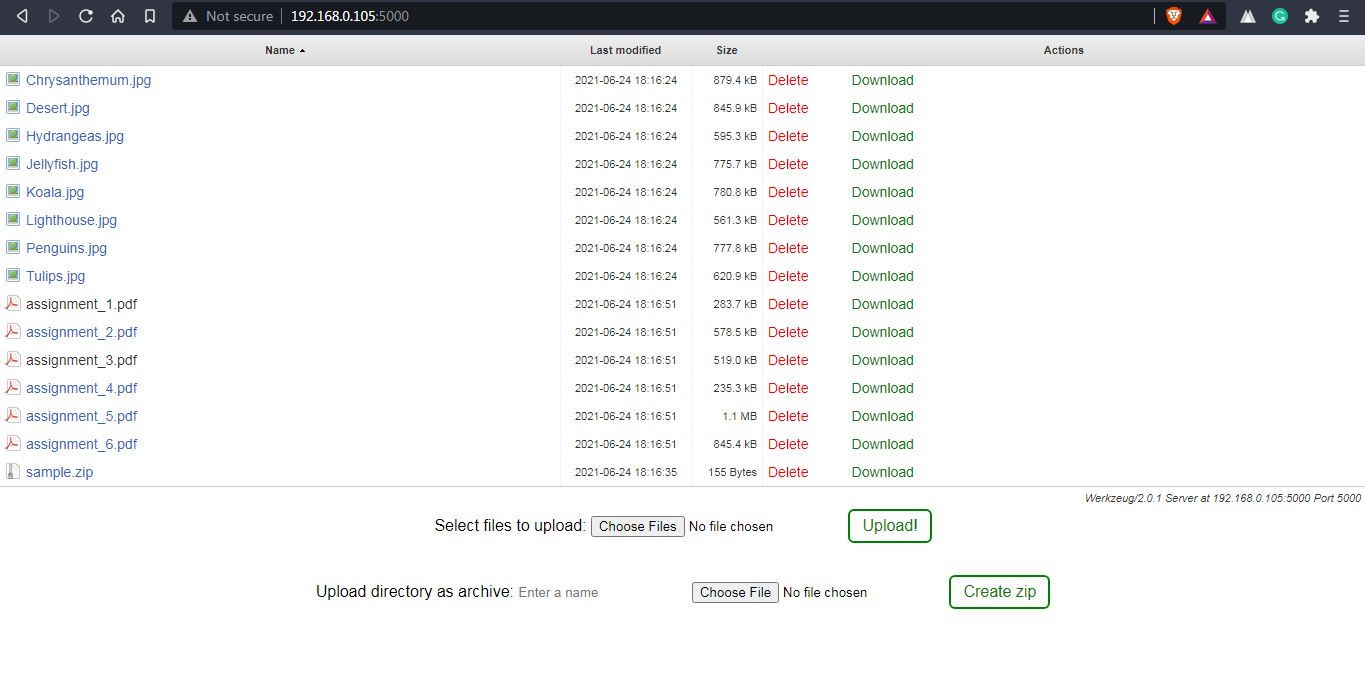 Not secure 192.168.0.105:5000
Name Last modified Size Actions
Chrysanthemum.jpg 2021-06-24 18:16:24 879.4 kB Delete Download
Desert.jpg 2021-06-24 18:16:24 845.9 kB Delete Download
Hydrangeas.jpg 2021-06-24 18:16:24 595.3 kB Delete Download
Jellyfish.jpg 2021-06-24 18:16:24 775.7 kB Delete Download
Koala.jpg 2021-06-24 18:16:24 780.8 kB Delete Download
Lighthouse.jpg 2021-06-24 18:16:24 561.3 kB Delete Download
Penguins.jpg 2021-06-24 18:16:24 777.8 kB Delete Download
Tulips.jpg 2021-06-24 18:16:24 620.9 kB Delete Download
assignment_1.pdf 2021-06-24 18:16:51 283.7 kB Delete Download
assignment_2.pdf 2021-06-24 18:16:51 578.5 kB Delete Download
assignment_3.pdf 2021-06-24 18:16:51 519.0 kB Delete Download
assignment_4.pdf 2021-06-24 18:16:51 235.3 kB Delete Download
assignment_5.pdf 2021-06-24 18:16:51 1.1 MB Delete Download
assignment_6.pdf 2021-06-24 18:16:51 845.4 kB Delete Download
sample.zip 2021-06-24 18:16:35 155 Bytes Delete Download
Werkzeug/2.0.1 Server at 192.168.0.105:5000 Port 5000
Select files to upload: Choose Files No file chosen Upload!
Upload directory as archive: Enter a name Choose File No file chosen Create zip